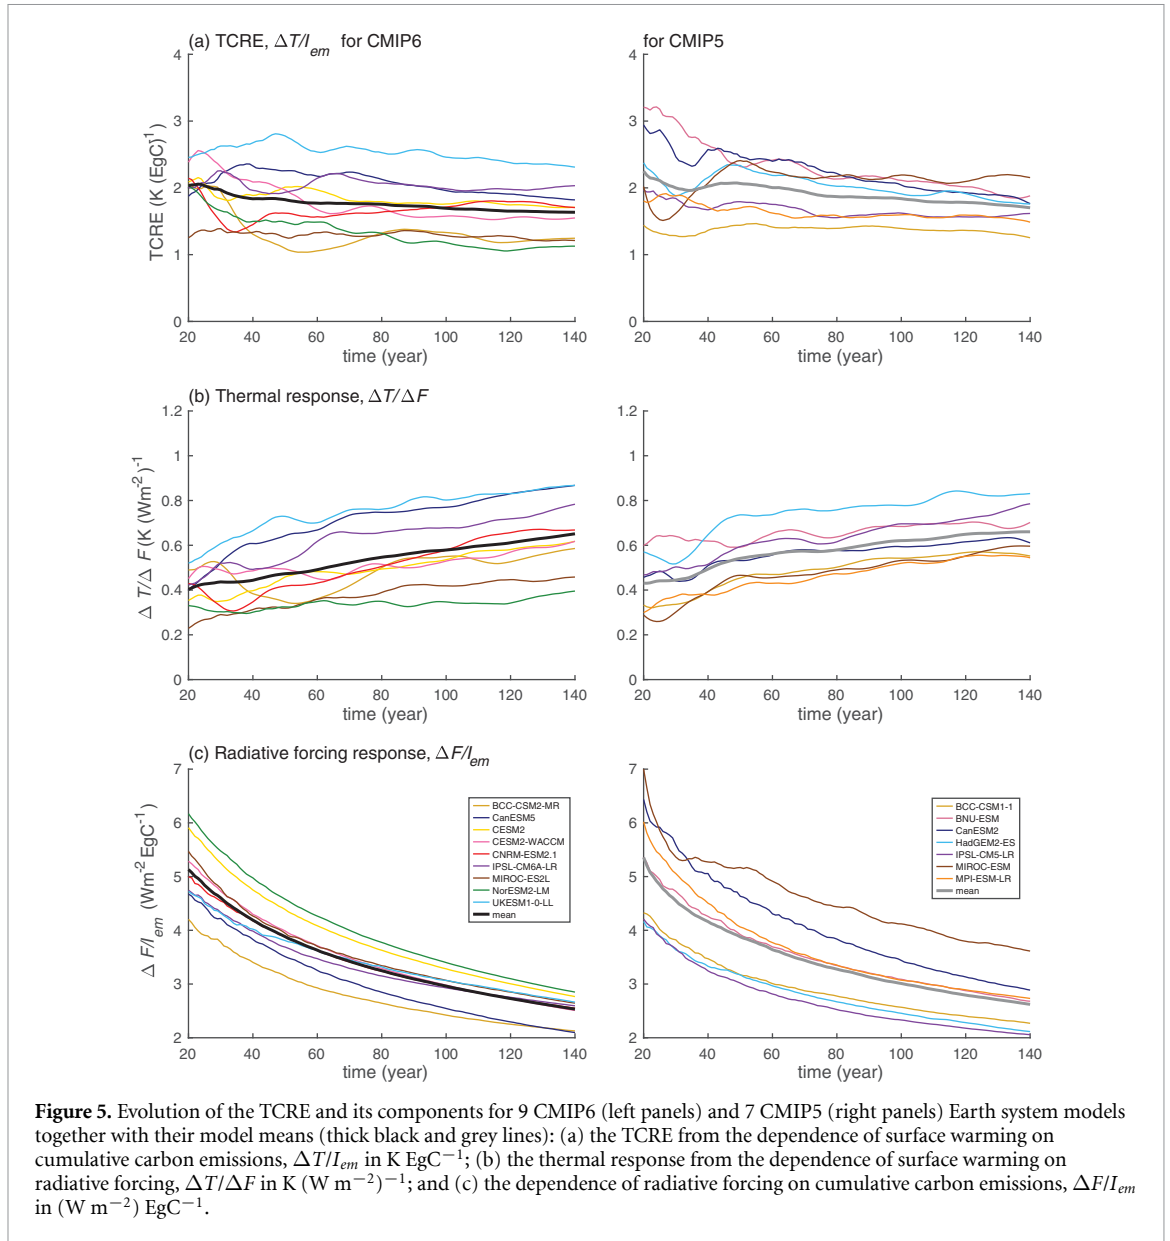 (a) TCRE, ΔT/I_em for CMIP6
for CMIP5
4
3
2
1
0
TCRE (K (EgC)^1)
20 40 60 80 100 120 140
time (year)
4
3
2
1
0
20 40 60 80 100 120 140
time (year)
(b) Thermal response, ΔT/ΔF
1.2
1
0.8
0.6
0.4
0.2
0
Δ T/Δ F (K (Wm^-2)^-1
20 40 60 80 100 120 140
time (year)
1.2
1
0.8
0.6
0.4
0.2
0
20 40 60 80 100 120 140
time (year)
(c) Radiative forcing response, ΔF/I_em
7
6
5
4
3
2
Δ F/I_em (Wm^-2 EgC^-1)
BCC-CSM2-MR
CanESM5
CESM2
CESM2-WACCM
CNRM-ESM2.1
IPSL-CM6A-LR
MIROC-ES2L
NorESM2-LM
UKESM1-0-LL
mean
20 40 60 80 100 120 140
time (year)
7
6
5
4
3
2
BCC-CSM1-1
BNU-ESM
CanESM2
HadGEM2-ES
IPSL-CM5-LR
MIROC-ESM
MPI-ESM-LR
mean
20 40 60 80 100 120 140
time (year)
Figure 5. Evolution of the TCRE and its components for 9 CMIP6 (left panels) and 7 CMIP5 (right panels) Earth system models
together with their model means (thick black and grey lines): (a) the TCRE from the dependence of surface warming on
cumulative carbon emissions, ΔT/I_em in K EgC^−1; (b) the thermal response from the dependence of surface warming on
radiative forcing, ΔT/ΔF in K (W m^−2)^−1; and (c) the dependence of radiative forcing on cumulative carbon emissions, ΔF/I_em
in (W m^−2) EgC^−1.